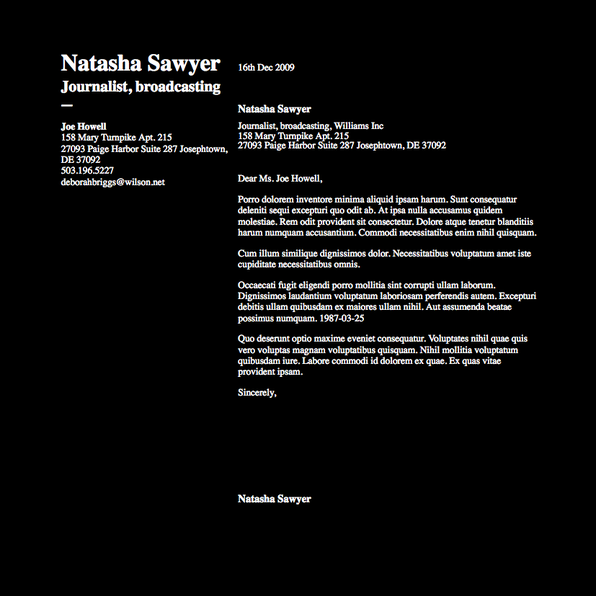 Natasha Sawyer
Journalist, broadcasting
—
Joe Howell
158 Mary Turnpike Apt. 215
27093 Paige Harbor Suite 287 Josephtown,
DE 37092
503.196.5227
deborahbriggs@wilson.net
16th Dec 2009
Natasha Sawyer
Journalist, broadcasting, Williams Inc
158 Mary Turnpike Apt. 215
27093 Paige Harbor Suite 287 Josephtown, DE 37092
Dear Ms. Joe Howell,
Porro dolorem inventore minima aliquid ipsam harum. Sunt consequatur
deleniti sequi excepturi quo odit ab. At ipsa nulla accusamus quidem
molestiae. Rem odit provident sit consectetur. Dolore atque tenetur blanditiis
harum numquam accusantium. Commodi necessitatibus enim nihil quisquam.
Cum illum similique dignissimos dolor. Necessitatibus voluptatum amet iste
cupiditate necessitatibus omnis.
Occaecati fugit eligendi porro mollitia sint corrupti ullam laborum.
Dignissimos laudantium voluptatum laboriosam perferendis autem. Excepturi
debitis ullam quibusdam ex maiores ullam nihil. Aut assumenda beatae
possimus numquam. 1987-03-25
Quo deserunt optio maxime eveniet consequatur. Voluptates nihil quae quis
vero voluptas magnam voluptatibus quisquam. Nihil mollitia voluptatum
quibusdam iure. Labore commodi id dolorem ex quae. Ex quas vitae
provident ipsam.
Sincerely,
Natasha Sawyer